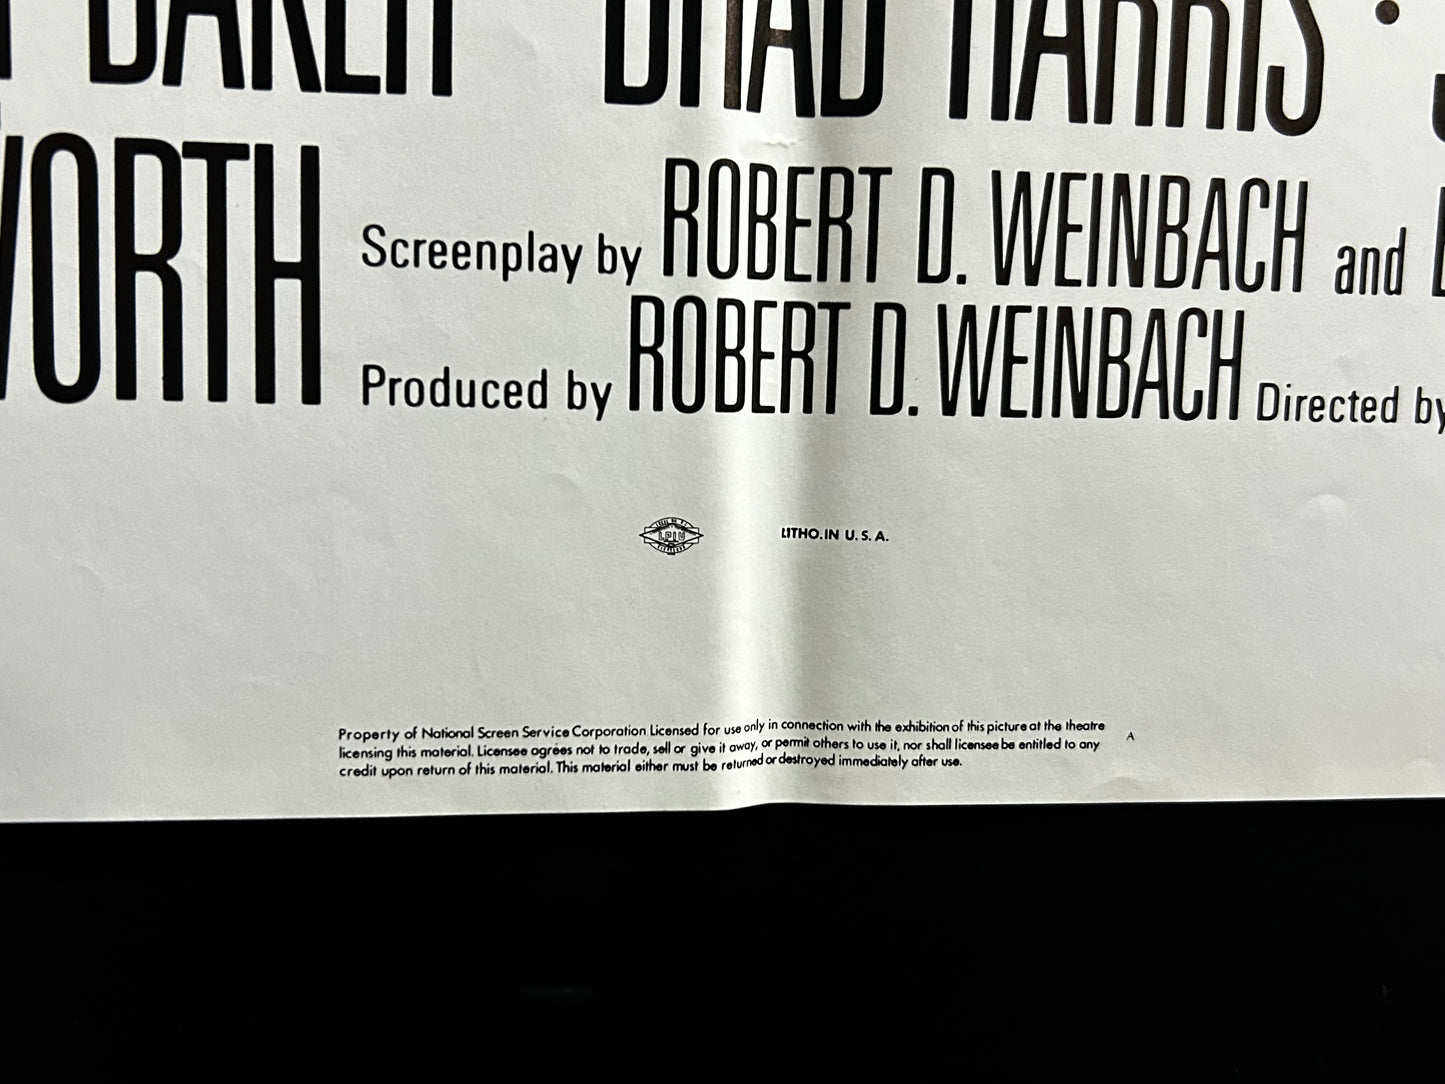 BAKER BRAD HARRIS ·
WORTH
Screenplay by ROBERT D. WEINBACH and
Produced by ROBERT D. WEINBACH Directed by
LPIU
LITHO. IN U. S. A.
Property of National Screen Service Corporation. Licensed for use only in connection with the exhibition of this picture at the theatre
licensing this material. Licensee agrees not to trade, sell or give it away, or permit others to use it, nor shall licensee be entitled to any
credit upon return of this material. This material either must be returned or destroyed immediately after use.
A